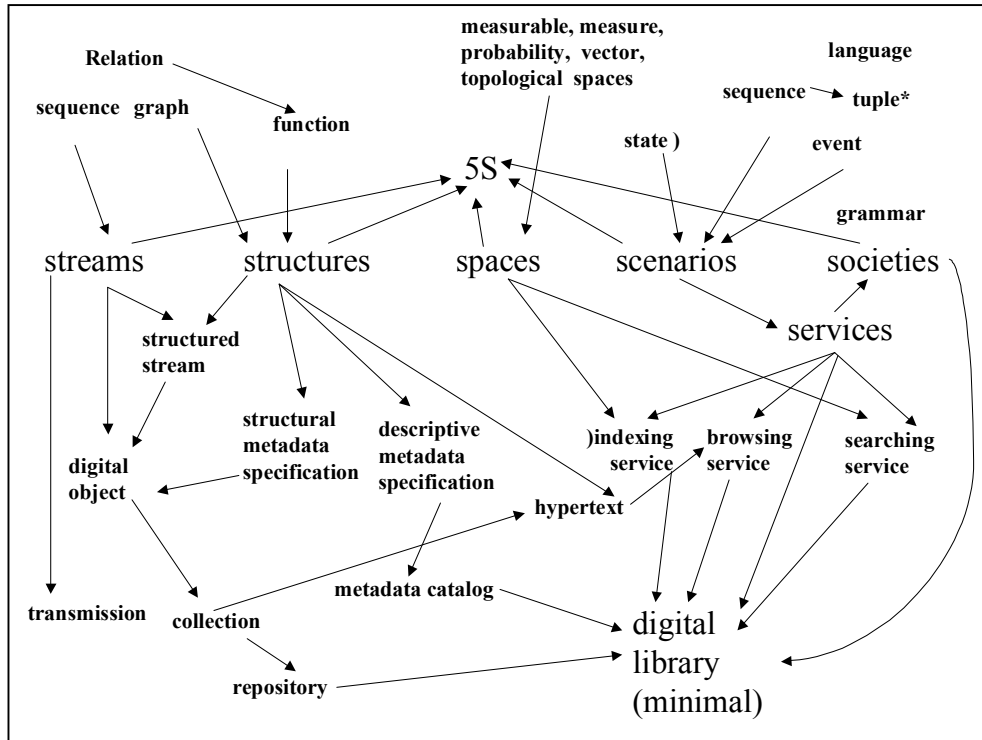 measurable, measure,
probability, vector,
topological spaces
language
Relation
sequence graph
function
sequence
tuple*
state )
event
5S
grammar
streams
structures
spaces
scenarios
societies
services
structured
stream
structural
metadata
specification
descriptive
metadata
specification
)indexing
service
browsing
service
searching
service
digital
object
hypertext
transmission
collection
metadata catalog
repository
digital
library
(minimal)